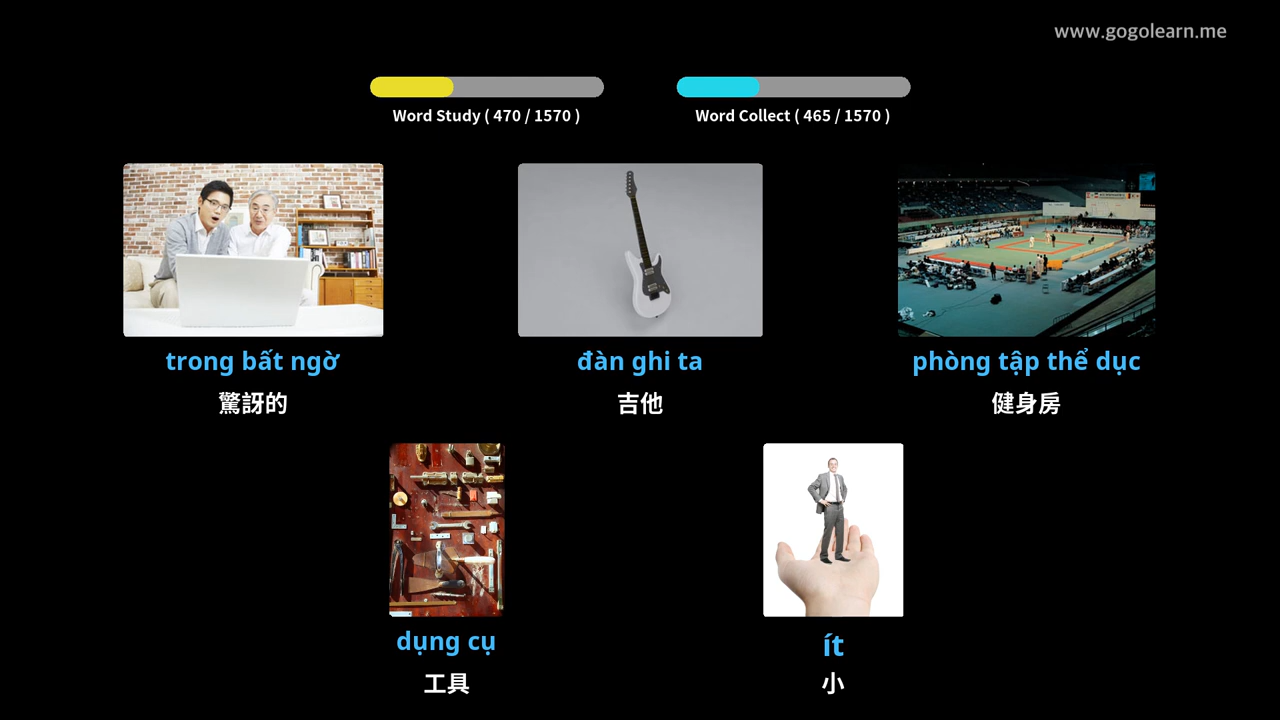 www.gogolearn.me
Word Study ( 470 / 1570 )
Word Collect ( 465 / 1570 )
trong bất ngờ
驚訝的
đàn ghi ta
吉他
phòng tập thể dục
健身房
dụng cụ
工具
ít
小